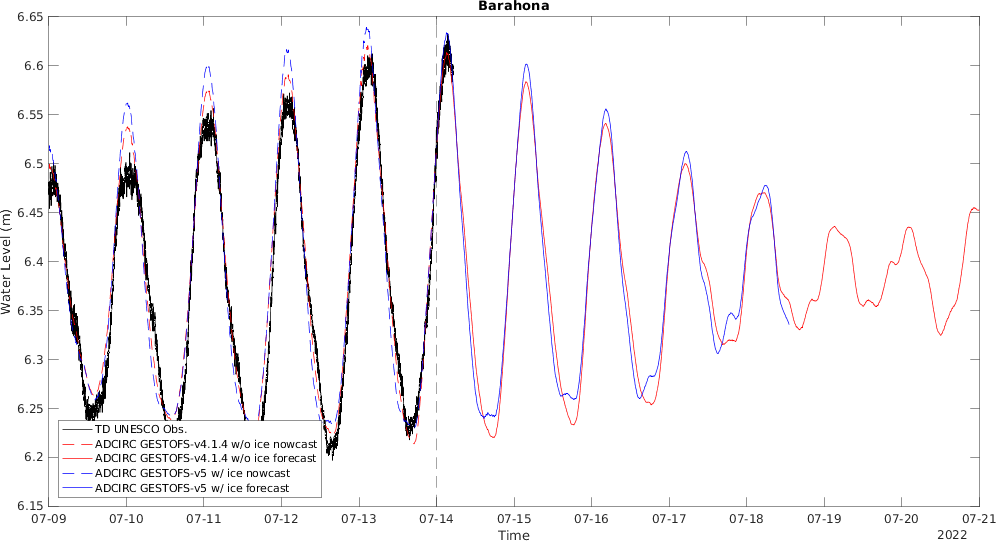 Barahona
6.65
6.6
6.55
6.5
6.45
6.4
6.35
6.3
6.25
6.2
6.15
Water Level (m)
TD UNESCO Obs.
ADCIRC GESTOFS-v4.1.4 w/o ice nowcast
ADCIRC GESTOFS-v4.1.4 w/o ice forecast
ADCIRC GESTOFS-v5 w/ ice nowcast
ADCIRC GESTOFS-v5 w/ ice forecast
07-09 07-10 07-11 07-12 07-13 07-14 07-15 07-16 07-17 07-18 07-19 07-20 07-21
Time
2022